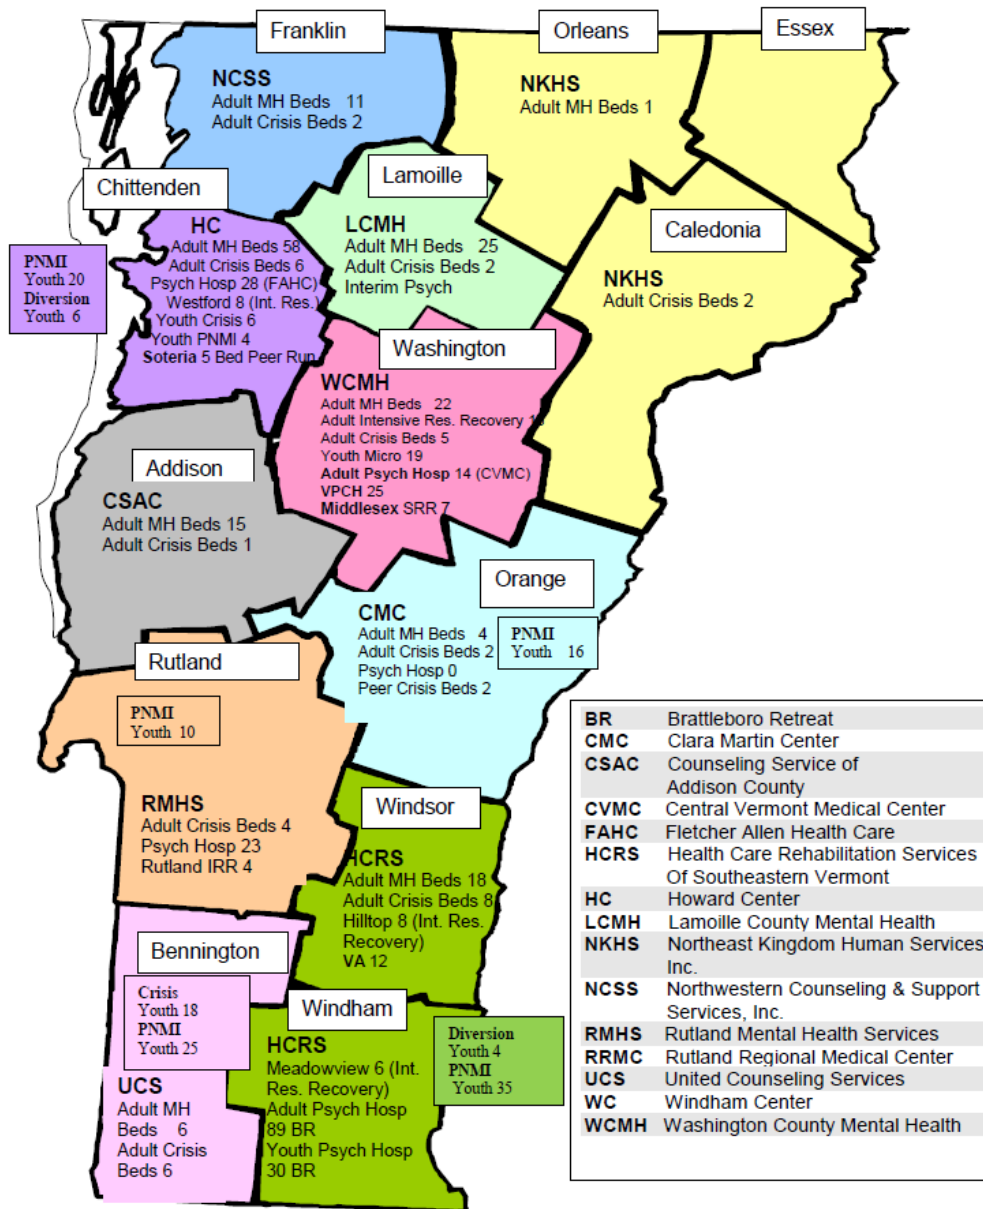 Franklin
Orleans
Essex
NCSS
Adult MH Beds 11
Adult Crisis Beds 2
NKHS
Adult MH Beds 1
Chittenden
Lamoille
Caledonia
HC
Adult MH Beds 58
Adult Crisis Beds 6
Psych Hosp 28 (FAHC)
Westford 8 (Int. Res.)
Youth Crisis 6
Youth PNMI 4
Soteria 5 Bed Peer Run
PNMI
Youth 20
Diversion
Youth 6
LCMH
Adult MH Beds 25
Adult Crisis Beds 2
Interim Psych
NKHS
Adult Crisis Beds 2
Washington
WCMH
Adult MH Beds 22
Adult Intensive Res. Recovery
Adult Crisis Beds 5
Youth Micro 19
Adult Psych Hosp 14 (CVMC)
VPCH 25
Middlesex SRR 7
Addison
CSAC
Adult MH Beds 15
Adult Crisis Beds 1
Orange
CMC
Adult MH Beds 4
Adult Crisis Beds 2
Psych Hosp 0
Peer Crisis Beds 2
PNMI
Youth 16
Rutland
PNMI
Youth 10
RMHS
Adult Crisis Beds 4
Psych Hosp 23
Rutland IRR 4
Windsor
HCRS
Adult MH Beds 18
Adult Crisis Beds 8
Hilltop 8 (Int. Res.
Recovery)
VA 12
Bennington
Crisis
Youth 18
PNMI
Youth 25
UCS
Adult MH
Beds 6
Adult Crisis
Beds 6
Windham
HCRS
Meadowview 6 (Int.
Res. Recovery)
Adult Psych Hosp
89 BR
Youth Psych Hosp
30 BR
Diversion
Youth 4
PNMI
Youth 35
BR Brattleboro Retreat
CMC Clara Martin Center
CSAC Counseling Service of
Addison County
CVMC Central Vermont Medical Center
FAHC Fletcher Allen Health Care
HCRS Health Care Rehabilitation Services
Of Southeastern Vermont
HC Howard Center
LCMH Lamoille County Mental Health
NKHS Northeast Kingdom Human Services
Inc.
NCSS Northwestern Counseling & Support
Services, Inc.
RMHS Rutland Mental Health Services
RRMC Rutland Regional Medical Center
UCS United Counseling Services
WC Windham Center
WCMH Washington County Mental Health